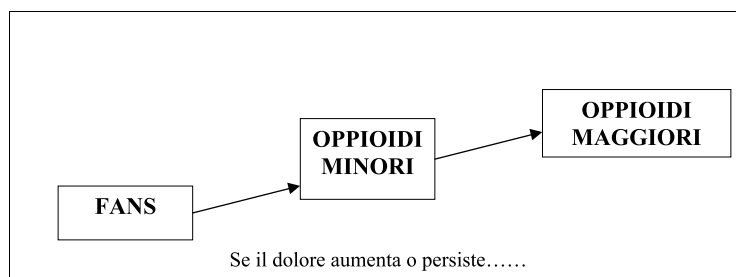 OPPIOIDI
MAGGIORI
OPPIOIDI
MINORI
FANS
Se il dolore aumenta o persiste……